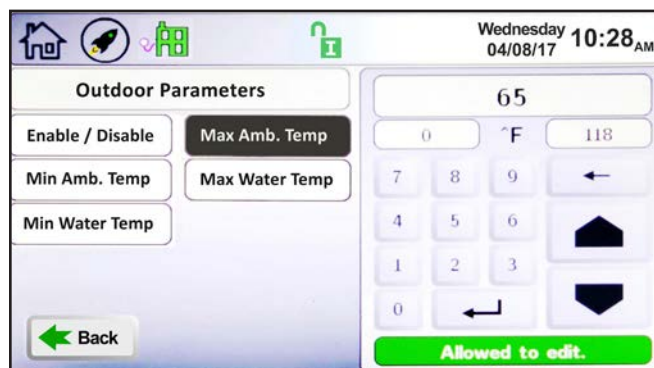 Wednesday
04/08/17
10:28 AM
Outdoor Parameters
Enable / Disable
Max Amb. Temp
Min Amb. Temp
Max Water Temp
Min Water Temp
Back
65
0 °F 118
7 8 9
4 5 6
1 2 3
0
Allowed to edit.